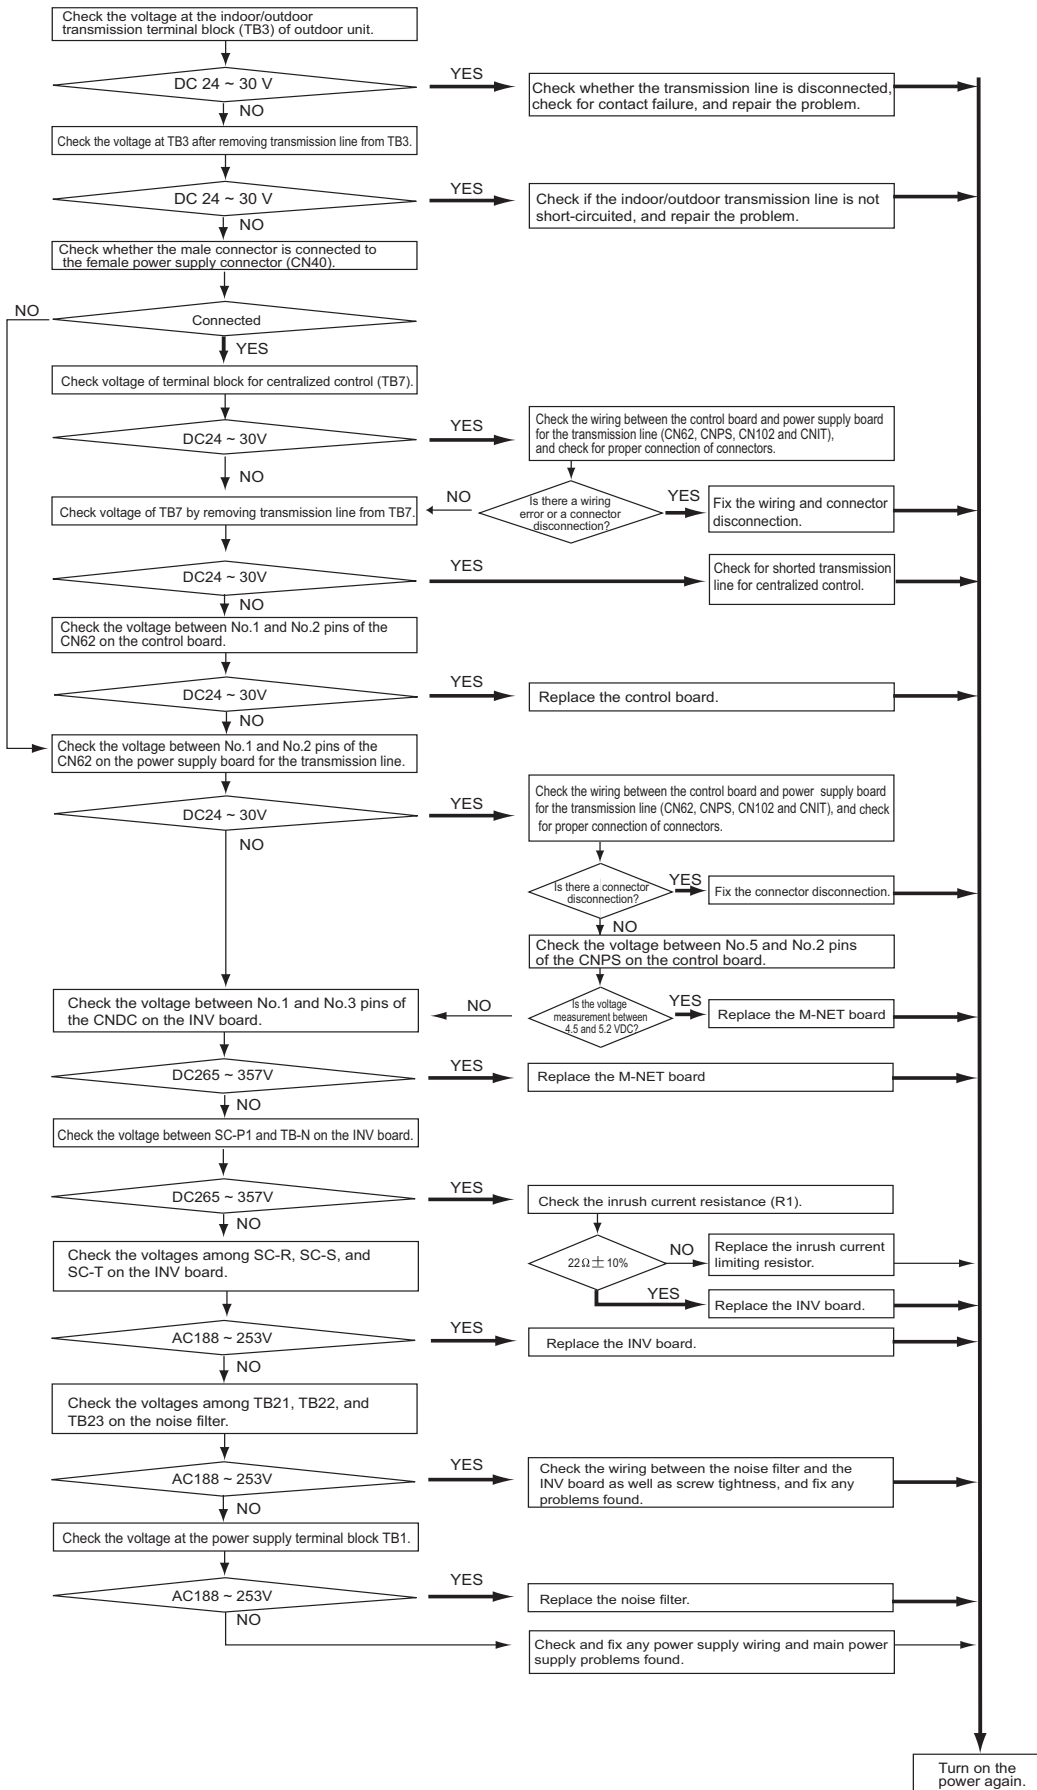 Check the voltage at the indoor/outdoor
transmission terminal block (TB3) of outdoor unit.
DC 24 ~ 30 V
YES
Check whether the transmission line is disconnected,
check for contact failure, and repair the problem.
NO
Check the voltage at TB3 after removing transmission line from TB3.
DC 24 ~ 30 V
YES
Check if the indoor/outdoor transmission line is not
short-circuited, and repair the problem.
NO
Check whether the male connector is connected to
the female power supply connector (CN40).
NO
Connected
YES
Check voltage of terminal block for centralized control (TB7).
DC24 ~ 30V
YES
Check the wiring between the control board and power supply board
for the transmission line (CN62, CNPS, CN102 and CNIT),
and check for proper connection of connectors.
NO
Is there a wiring
error or a connector
disconnection?
NO
YES
Fix the wiring and connector
disconnection.
Check voltage of TB7 by removing transmission line from TB7.
DC24 ~ 30V
YES
Check for shorted transmission
line for centralized control.
NO
Check the voltage between No.1 and No.2 pins of the
CN62 on the control board.
DC24 ~ 30V
YES
Replace the control board.
NO
Check the voltage between No.1 and No.2 pins of the
CN62 on the power supply board for the transmission line.
DC24 ~ 30V
YES
Check the wiring between the control board and power supply board
for the transmission line (CN62, CNPS, CN102 and CNIT), and check
for proper connection of connectors.
NO
Is there a connector
disconnection?
YES
Fix the connector disconnection.
NO
Check the voltage between No.5 and No.2 pins
of the CNPS on the control board.
Is the voltage
measurement between
4.5 and 5.2 VDC?
NO
YES
Replace the M-NET board
Check the voltage between No.1 and No.3 pins of
the CNDC on the INV board.
DC265 ~ 357V
YES
Replace the M-NET board
NO
Check the voltage between SC-P1 and TB-N on the INV board.
DC265 ~ 357V
YES
Check the inrush current resistance (R1).
NO
22Ω ± 10%
NO
Replace the inrush current
limiting resistor.
YES
Replace the INV board.
Check the voltages among SC-R, SC-S, and
SC-T on the INV board.
AC188 ~ 253V
YES
Replace the INV board.
NO
Check the voltages among TB21, TB22, and
TB23 on the noise filter.
AC188 ~ 253V
YES
Check the wiring between the noise filter and the
INV board as well as screw tightness, and fix any
problems found.
NO
Check the voltage at the power supply terminal block TB1.
AC188 ~ 253V
YES
Replace the noise filter.
NO
Check and fix any power supply wiring and main power
supply problems found.
Turn on the
power again.